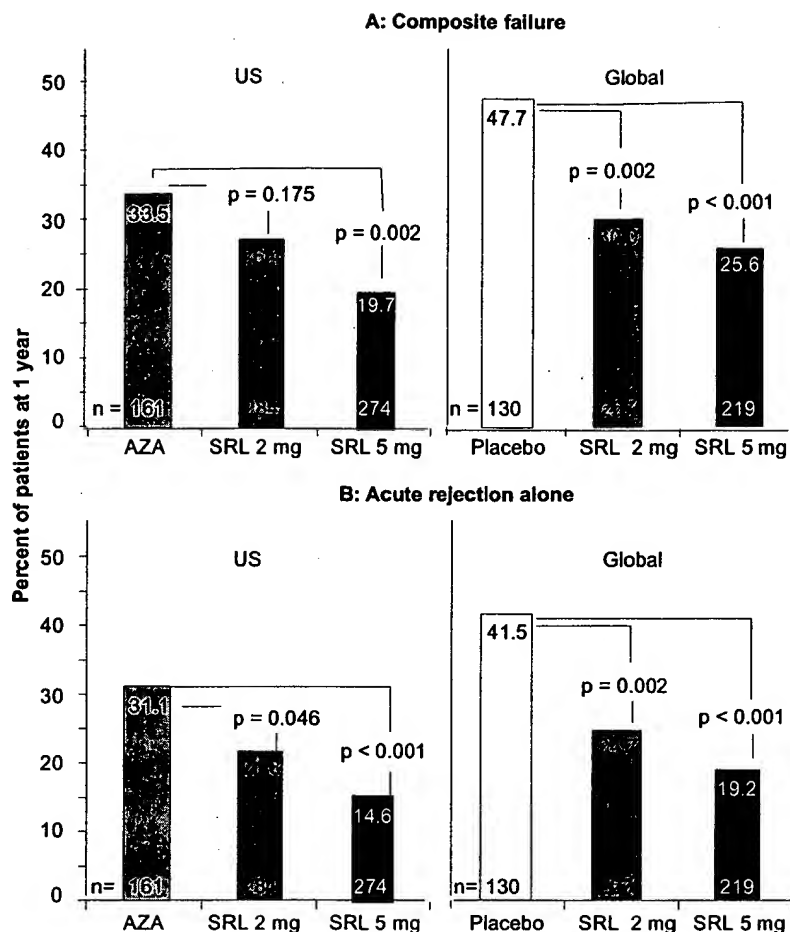 A: Composite failure
Percent of patients at 1 year
50
40
30
20
10
0
US
33.5
p = 0.175
p = 0.002
19.7
n = 161
274
AZA
SRL 2 mg
SRL 5 mg
Global
47.7
p = 0.002
p < 0.001
25.6
n = 130
219
Placebo
SRL 2 mg
SRL 5 mg
B: Acute rejection alone
50
40
30
20
10
0
US
31.1
p = 0.046
p < 0.001
14.6
n= 161
274
AZA
SRL 2 mg
SRL 5 mg
Global
41.5
p = 0.002
p < 0.001
19.2
n= 130
219
Placebo
SRL 2 mg
SRL 5 mg